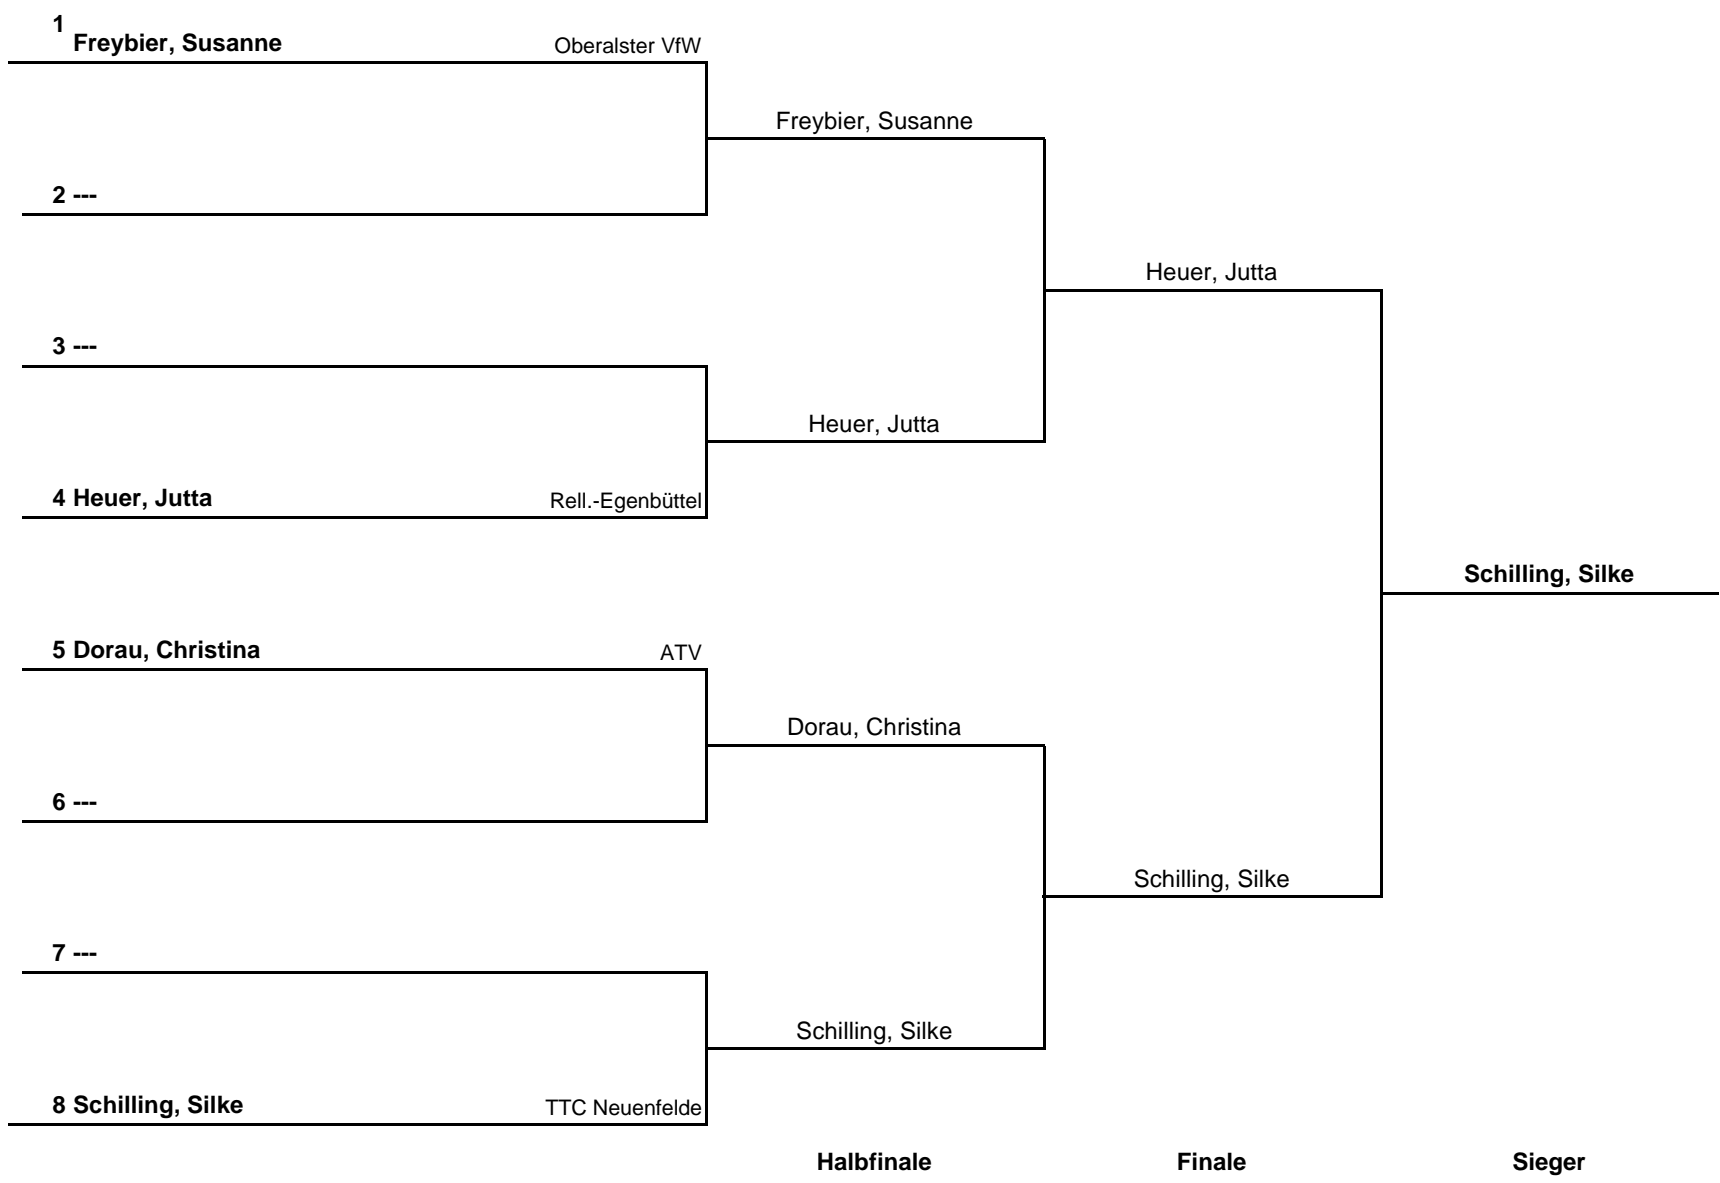 1 Freybier, Susanne Oberalster VfW
Freybier, Susanne
2 ---
Heuer, Jutta
3 ---
Heuer, Jutta
4 Heuer, Jutta Rell.-Egenbüttel
Schilling, Silke
5 Dorau, Christina ATV
Dorau, Christina
6 ---
Schilling, Silke
7 ---
Schilling, Silke
8 Schilling, Silke TTC Neuenfelde
Halbfinale Finale Sieger